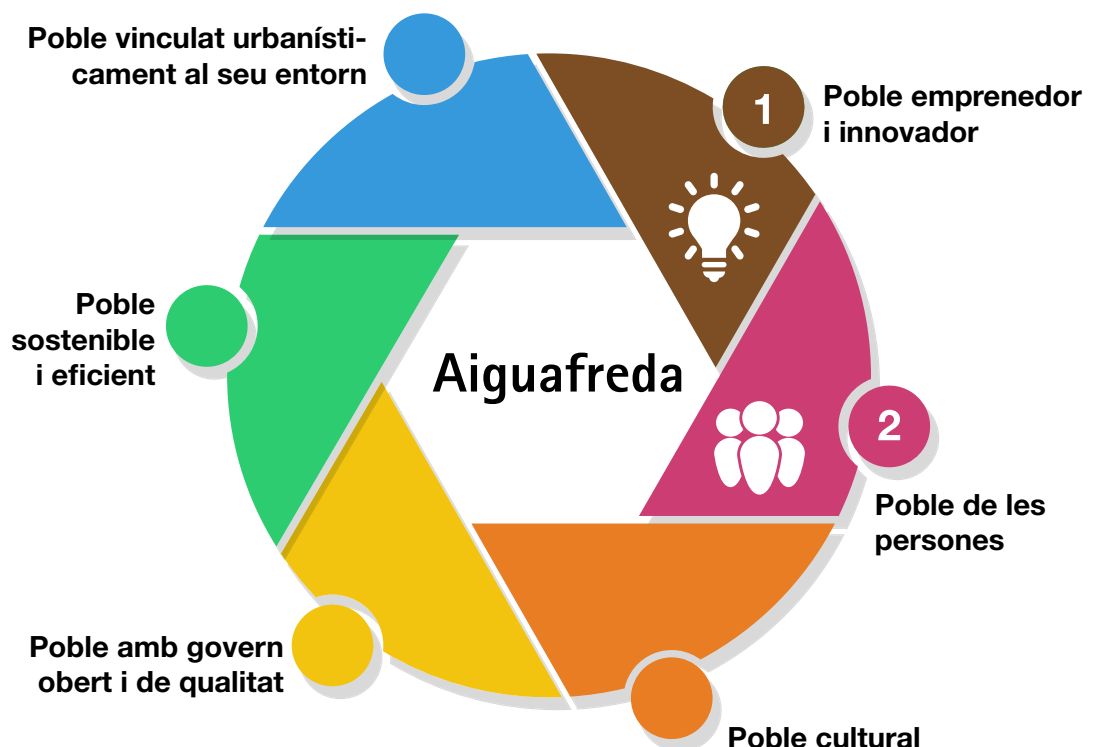 Poble vinculat urbanísti-
cament al seu entorn
1
Poble emprenedor
i innovador
Poble
sostenible
i eficient
Aiguafreda
2
Poble de les
persones
Poble amb govern
obert i de qualitat
Poble cultural